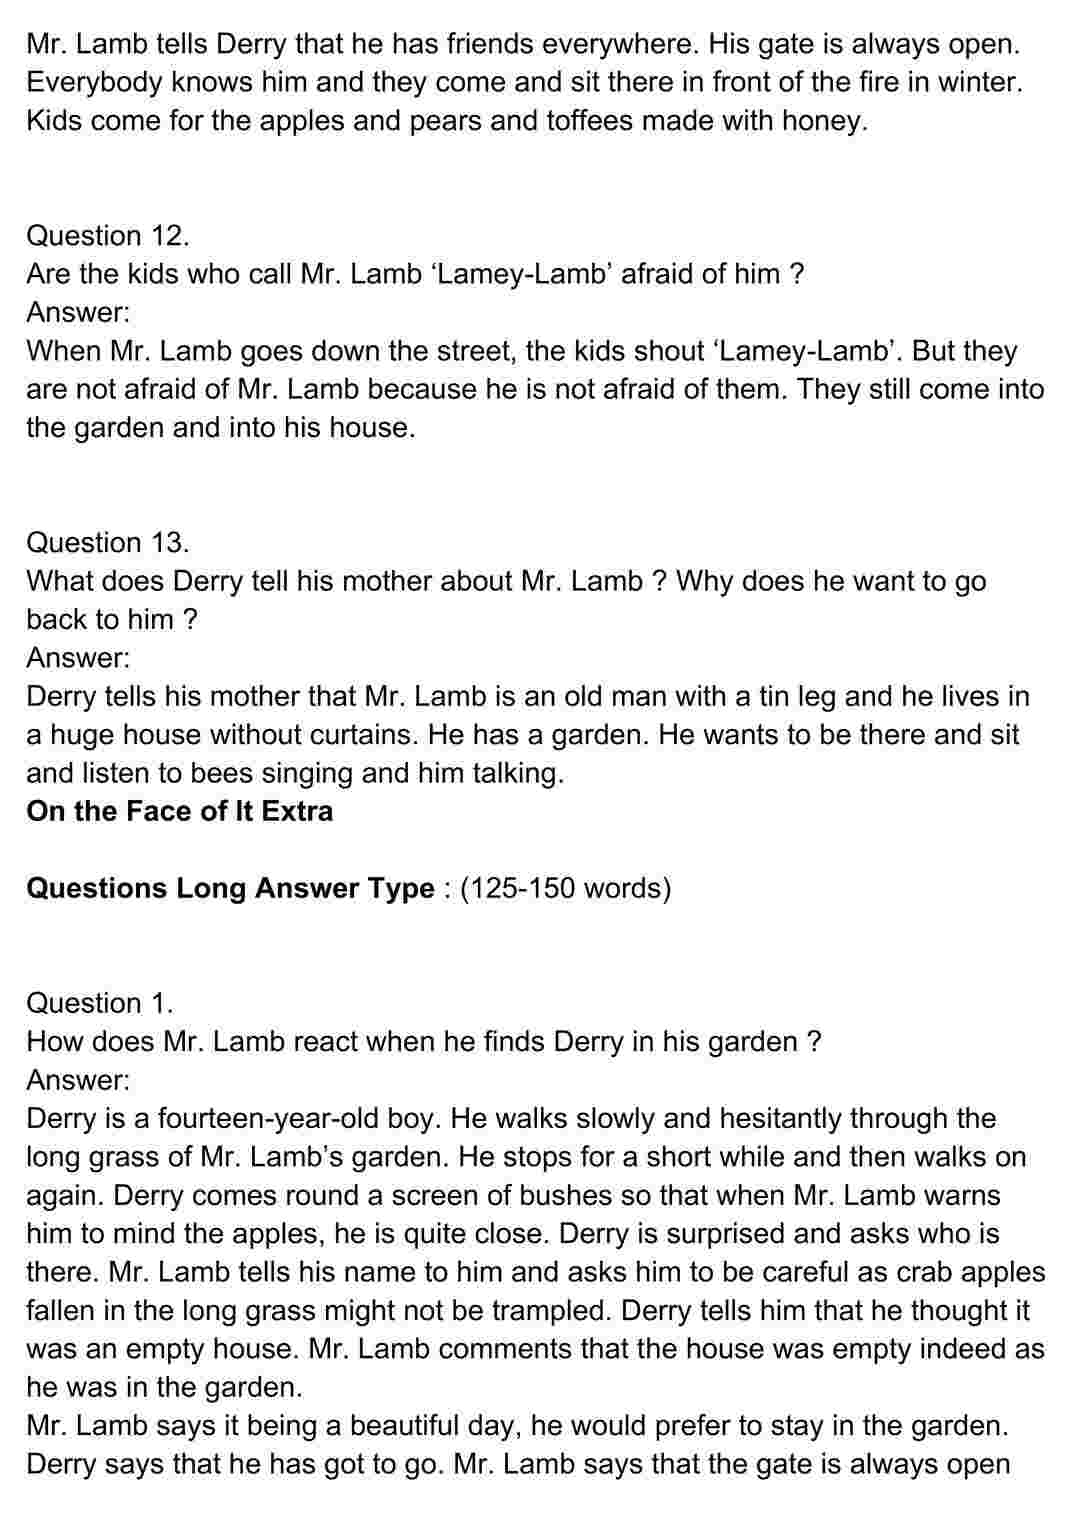 Mr. Lamb tells Derry that he has friends everywhere. His gate is always open.
Everybody knows him and they come and sit there in front of the fire in winter.
Kids come for the apples and pears and toffees made with honey.
Question 12.
Are the kids who call Mr. Lamb ‘Lamey-Lamb’ afraid of him ?
Answer:
When Mr. Lamb goes down the street, the kids shout ‘Lamey-Lamb’. But they
are not afraid of Mr. Lamb because he is not afraid of them. They still come into
the garden and into his house.
Question 13.
What does Derry tell his mother about Mr. Lamb ? Why does he want to go
back to him ?
Answer:
Derry tells his mother that Mr. Lamb is an old man with a tin leg and he lives in
a huge house without curtains. He has a garden. He wants to be there and sit
and listen to bees singing and him talking.
On the Face of It Extra
Questions Long Answer Type : (125-150 words)
Question 1.
How does Mr. Lamb react when he finds Derry in his garden ?
Answer:
Derry is a fourteen-year-old boy. He walks slowly and hesitantly through the
long grass of Mr. Lamb’s garden. He stops for a short while and then walks on
again. Derry comes round a screen of bushes so that when Mr. Lamb warns
him to mind the apples, he is quite close. Derry is surprised and asks who is
there. Mr. Lamb tells his name to him and asks him to be careful as crab apples
fallen in the long grass might not be trampled. Derry tells him that he thought it
was an empty house. Mr. Lamb comments that the house was empty indeed as
he was in the garden.
Mr. Lamb says it being a beautiful day, he would prefer to stay in the garden.
Derry says that he has got to go. Mr. Lamb says that the gate is always open